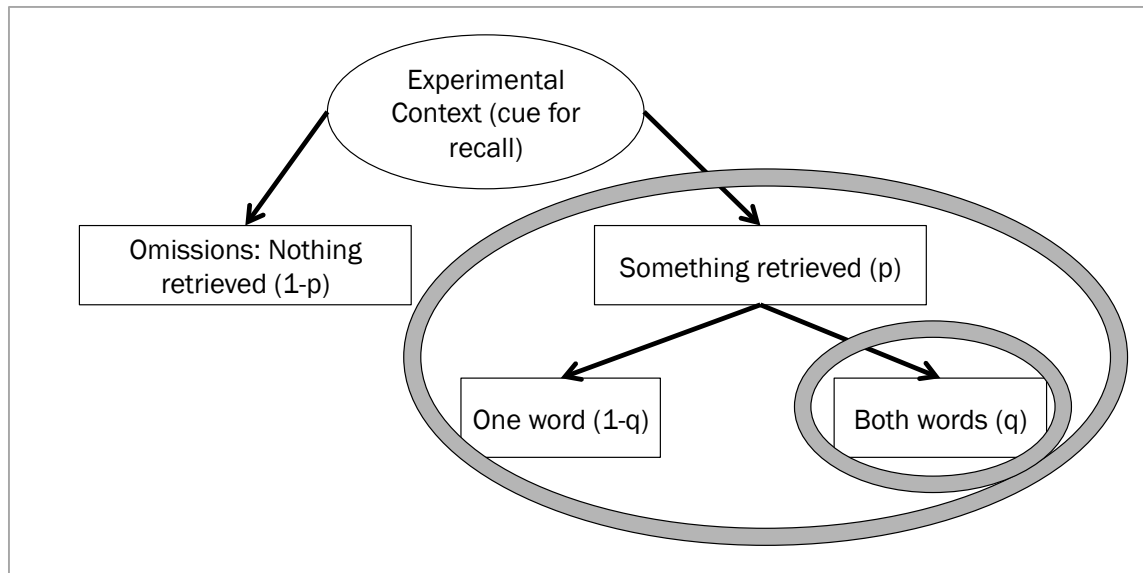 Experimental
Context (cue for
recall)
Omissions: Nothing
retrieved (1-p)
Something retrieved (p)
One word (1-q)
Both words (q)